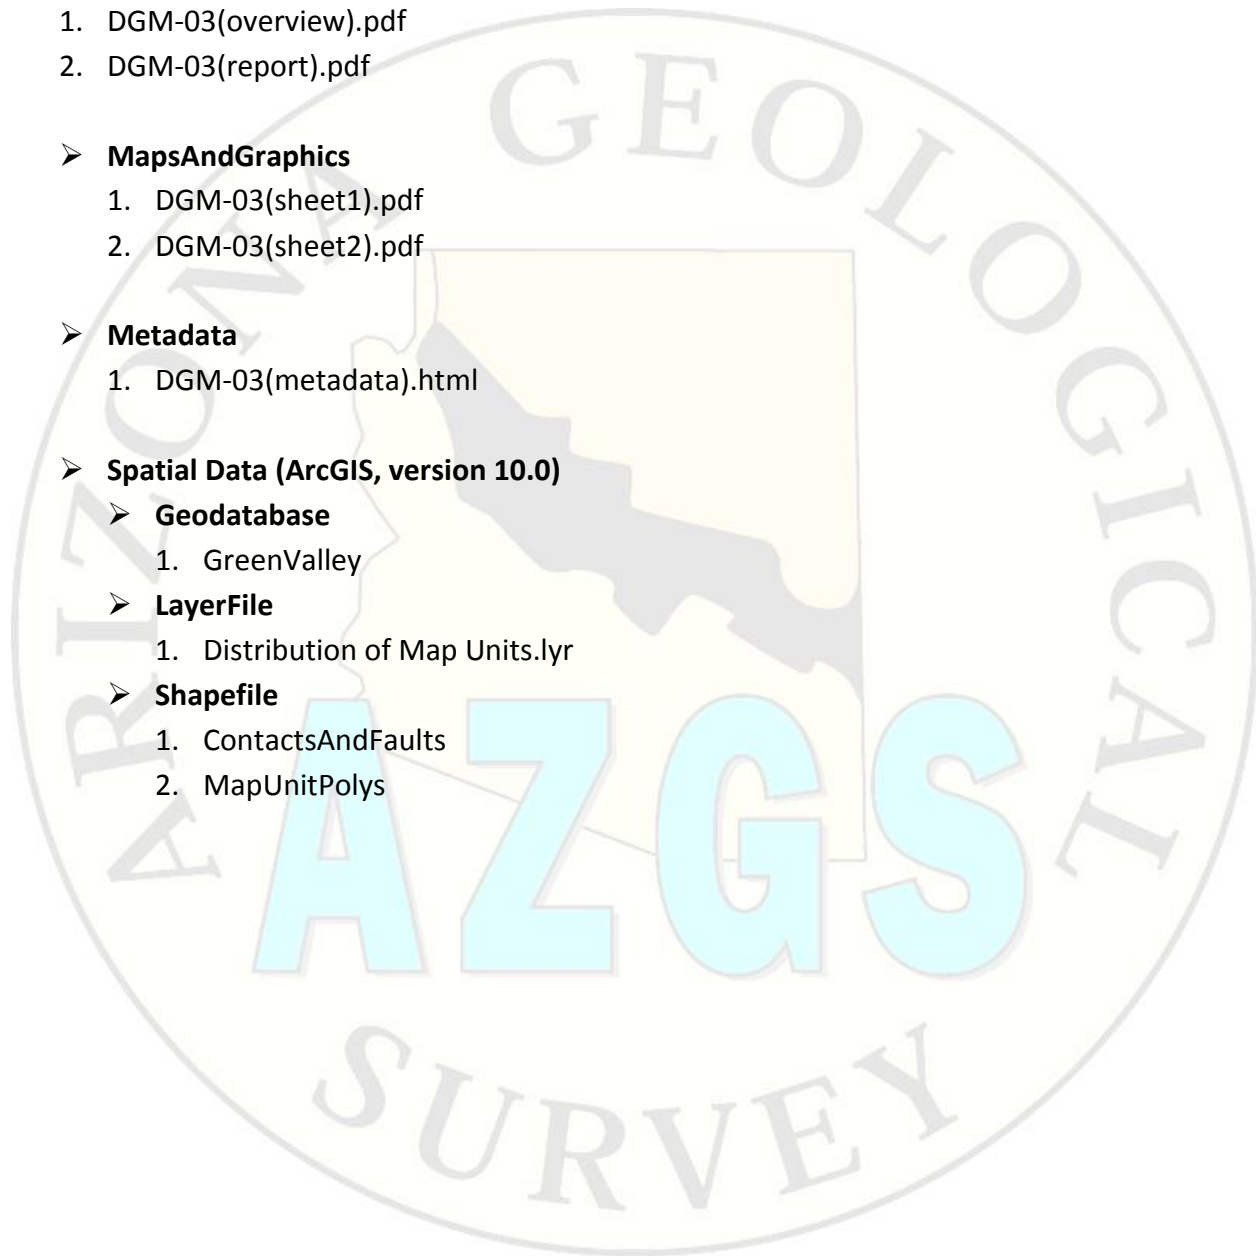 1. DGM-03(overview).pdf
2. DGM-03(report).pdf
➢ MapsAndGraphics
1. DGM-03(sheet1).pdf
2. DGM-03(sheet2).pdf
➢ Metadata
1. DGM-03(metadata).html
➢ Spatial Data (ArcGIS, version 10.0)
➢ Geodatabase
1. GreenValley
➢ LayerFile
1. Distribution of Map Units.lyr
➢ Shapefile
1. ContactsAndFaults
2. MapUnitPolys
ARIZONA GEOLOGICAL
AZGS
SURVEY